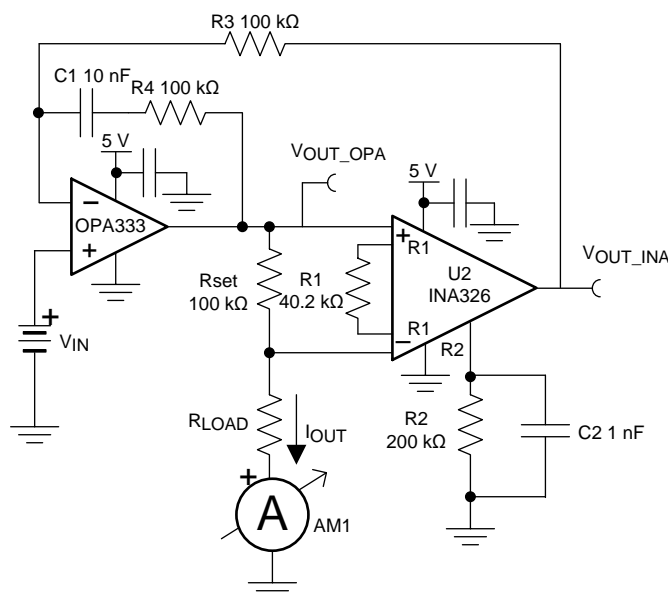 R3 100 kΩ
C1 10 nF
R4 100 kΩ
5 V
VOUT_OPA
5 V
−
OPA333
+
+
R1
U2
INA326
VOUT_INA
Rset
100 kΩ
R1
40.2 kΩ
R1
−
R2
+
VIN
RLOAD
IOUT
R2
200 kΩ
C2 1 nF
+
A
AM1